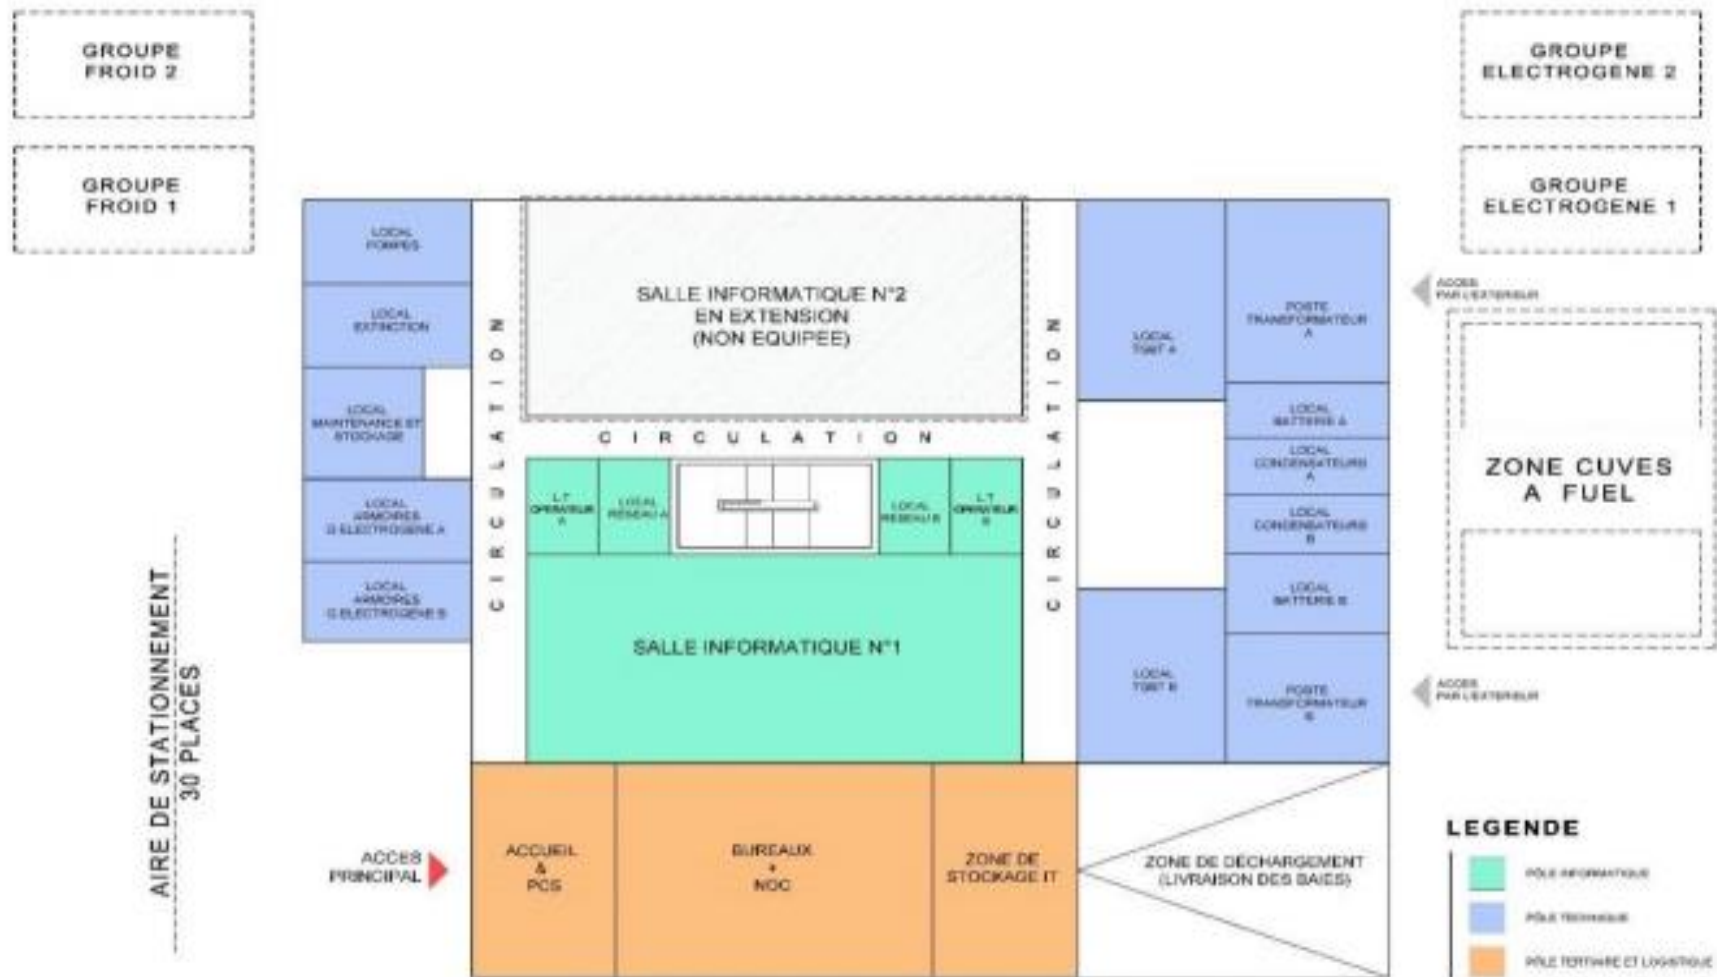 GROUPE
FROID 2
GROUPE
ELECTROGENE 2
GROUPE
FROID 1
GROUPE
ELECTROGENE 1
LOCAL
POMPES
LOCAL
EXTINCTION
LOCAL
MAINTENANCE ET
STOCKAGE
LOCAL
ARMOIRES
G.ELECTROGENE A
LOCAL
ARMOIRES
G.ELECTROGENE B
CIRCULATION
SALLE INFORMATIQUE N°2
EN EXTENSION
(NON EQUIPEE)
CIRCULATION
CIRCULATION
L.T
OPERATEUR
A
LOCAL
RESEAU A
LOCAL
RESEAU B
L.T
OPERATEUR
B
SALLE INFORMATIQUE N°1
LOCAL
TGBT A
POSTE
TRANSFORMATEUR
A
LOCAL
BATTERIE A
LOCAL
CONDENSATEURS
A
LOCAL
CONDENSATEURS
B
LOCAL
BATTERIE B
LOCAL
TGBT B
POSTE
TRANSFORMATEUR
B
ACCES
PAR L'EXTERIEUR
ZONE CUVES
A FUEL
ACCES
PAR L'EXTERIEUR
AIRE DE STATIONNEMENT
30 PLACES
ACCES
PRINCIPAL
ACCUEIL
&
PCS
BUREAUX
+
NOC
ZONE DE
STOCKAGE IT
ZONE DE DÉCHARGEMENT
(LIVRAISON DES BAIES)
LEGENDE
PÔLE INFORMATIQUE
PÔLE TECHNIQUE
PÔLE TERTIAIRE ET LOGISTIQUE